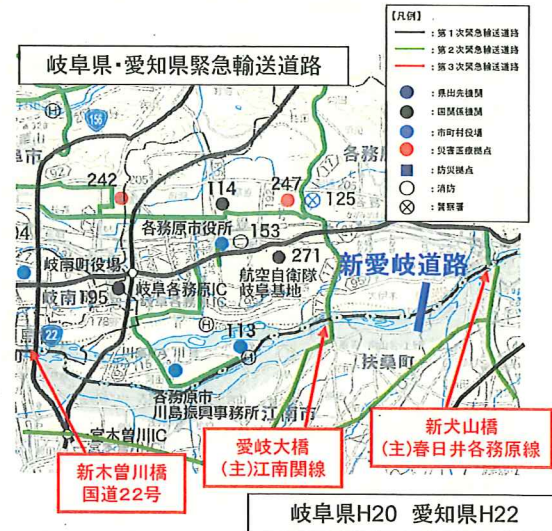 岐阜県・愛知県緊急輸送道路
【凡例】
：第１次緊急輸送道路
：第２次緊急輸送道路
：第３次緊急輸送道路
：県出先機関
：国関係機関
：市町村役場
：災害医療拠点
：防災拠点
：消防
：警察署
156
242
114
247
125
各務原市役所
153
岐南町役場
271
航空自衛隊
岐阜基地
新愛岐道路
岐南
195
岐阜各務原IC
22
113
扶桑町
各務原市
川島振興事務所
江南市
一宮木曽川IC
新木曽川橋
国道22号
愛岐大橋
(主)江南関線
新犬山橋
(主)春日井各務原線
岐阜県H20 愛知県H22